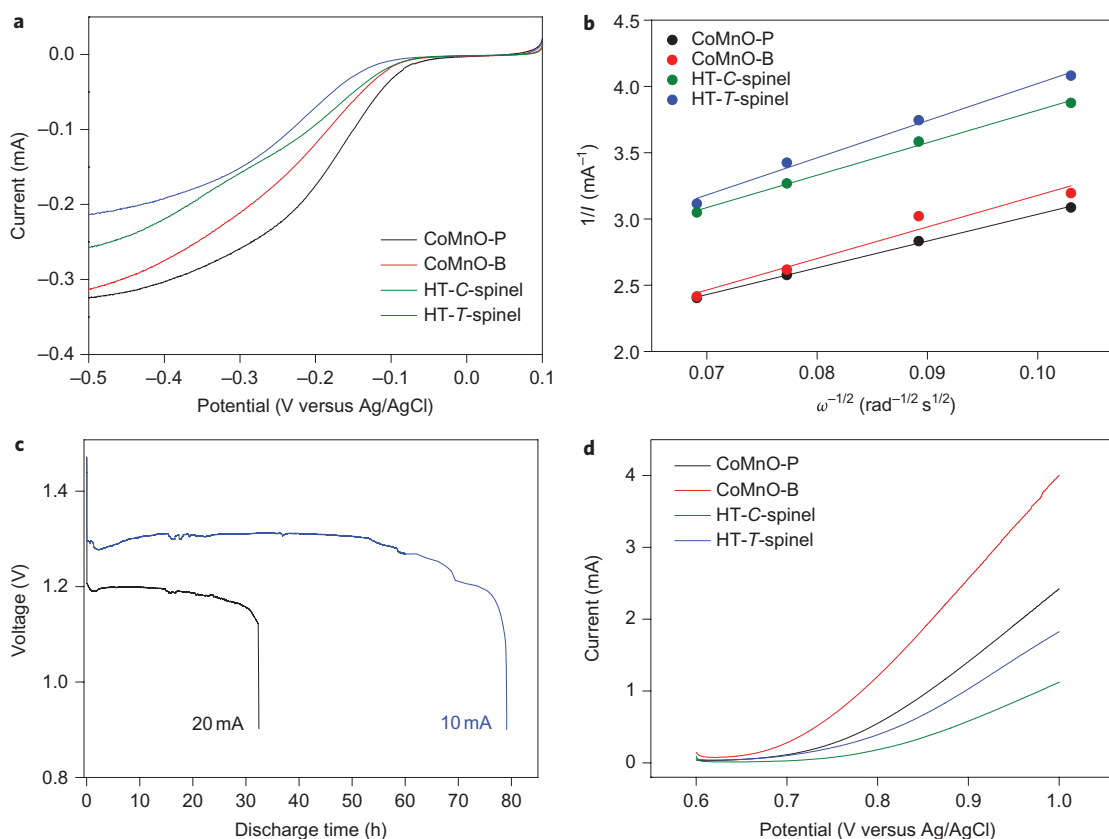 a
0.0
–0.1
–0.2
–0.3
–0.4
Current (mA)
CoMnO-P
CoMnO-B
HT-C-spinel
HT-T-spinel
–0.5
–0.4
–0.3
–0.2
–0.1
0.0
0.1
Potential (V versus Ag/AgCl)
b
4.5
4.0
3.5
3.0
2.5
2.0
1/I (mA⁻¹)
CoMnO-P
CoMnO-B
HT-C-spinel
HT-T-spinel
0.07
0.08
0.09
0.10
ω⁻¹/² (rad⁻¹/² s¹/²)
c
1.4
1.2
1.0
0.8
Voltage (V)
20 mA
10 mA
0
10
20
30
40
50
60
70
80
Discharge time (h)
d
4
3
2
1
0
Current (mA)
CoMnO-P
CoMnO-B
HT-C-spinel
HT-T-spinel
0.6
0.7
0.8
0.9
1.0
Potential (V versus Ag/AgCl)